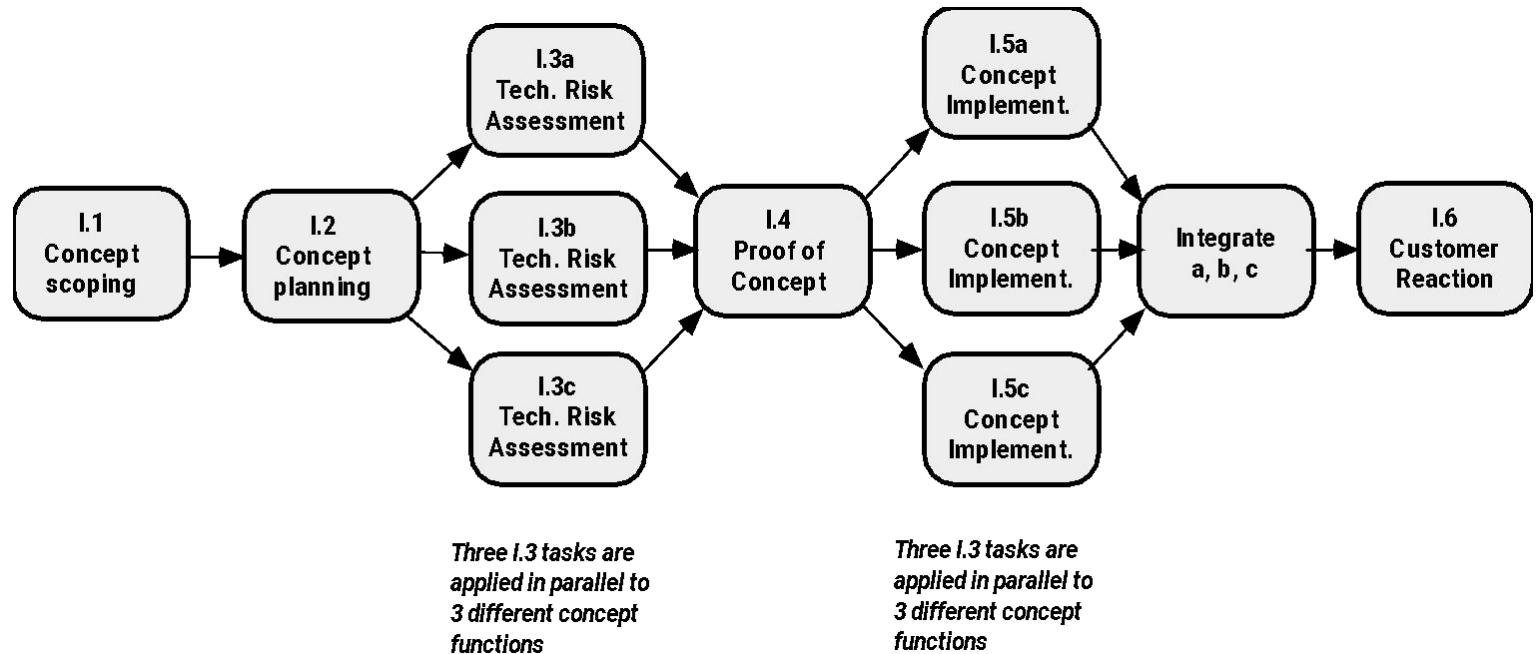 I.1
Concept
scoping
I.2
Concept
planning
I.3a
Tech. Risk
Assessment
I.3b
Tech. Risk
Assessment
I.3c
Tech. Risk
Assessment
I.4
Proof of
Concept
I.5a
Concept
Implement.
I.5b
Concept
Implement.
I.5c
Concept
Implement.
Integrate
a, b, c
I.6
Customer
Reaction
Three I.3 tasks are
applied in parallel to
3 different concept
functions
Three I.3 tasks are
applied in parallel to
3 different concept
functions